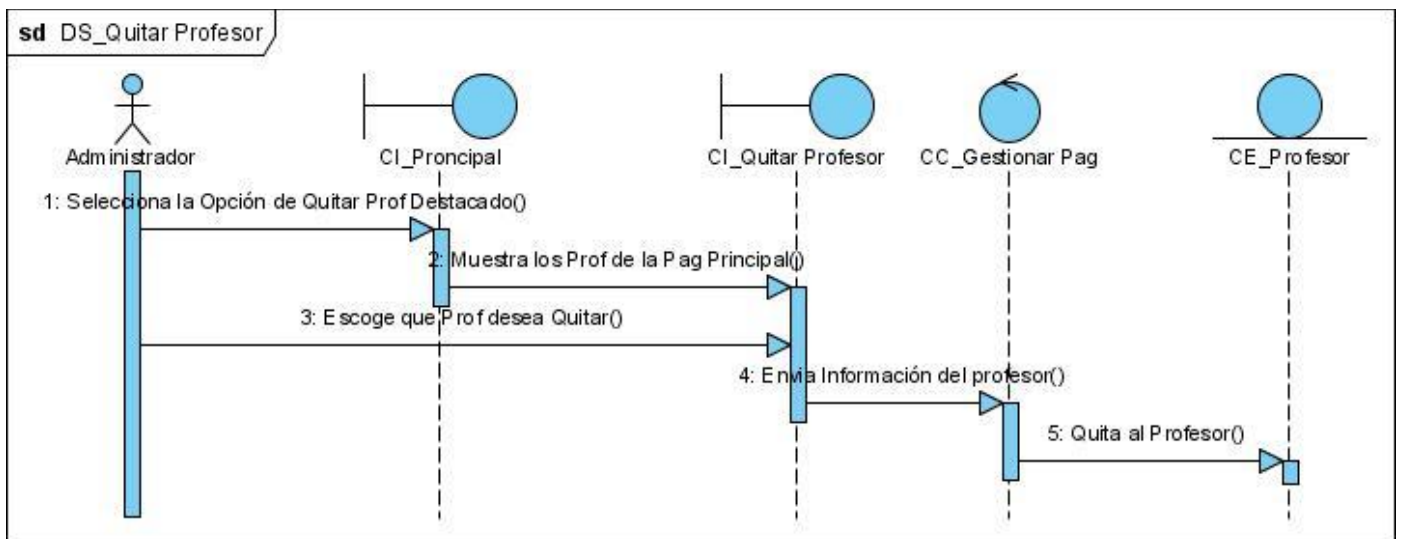 sd DS_Quitar Profesor
Administrador
CI_Proncipal
CI_Quitar Profesor
CC_Gestionar Pag
CE_Profesor
1: Selecciona la Opción de Quitar Prof Destacado()
2: Muestra los Prof de la Pag Principal()
3: Escoge que Prof desea Quitar()
4: Envia Información del profesor()
5: Quita al Profesor()